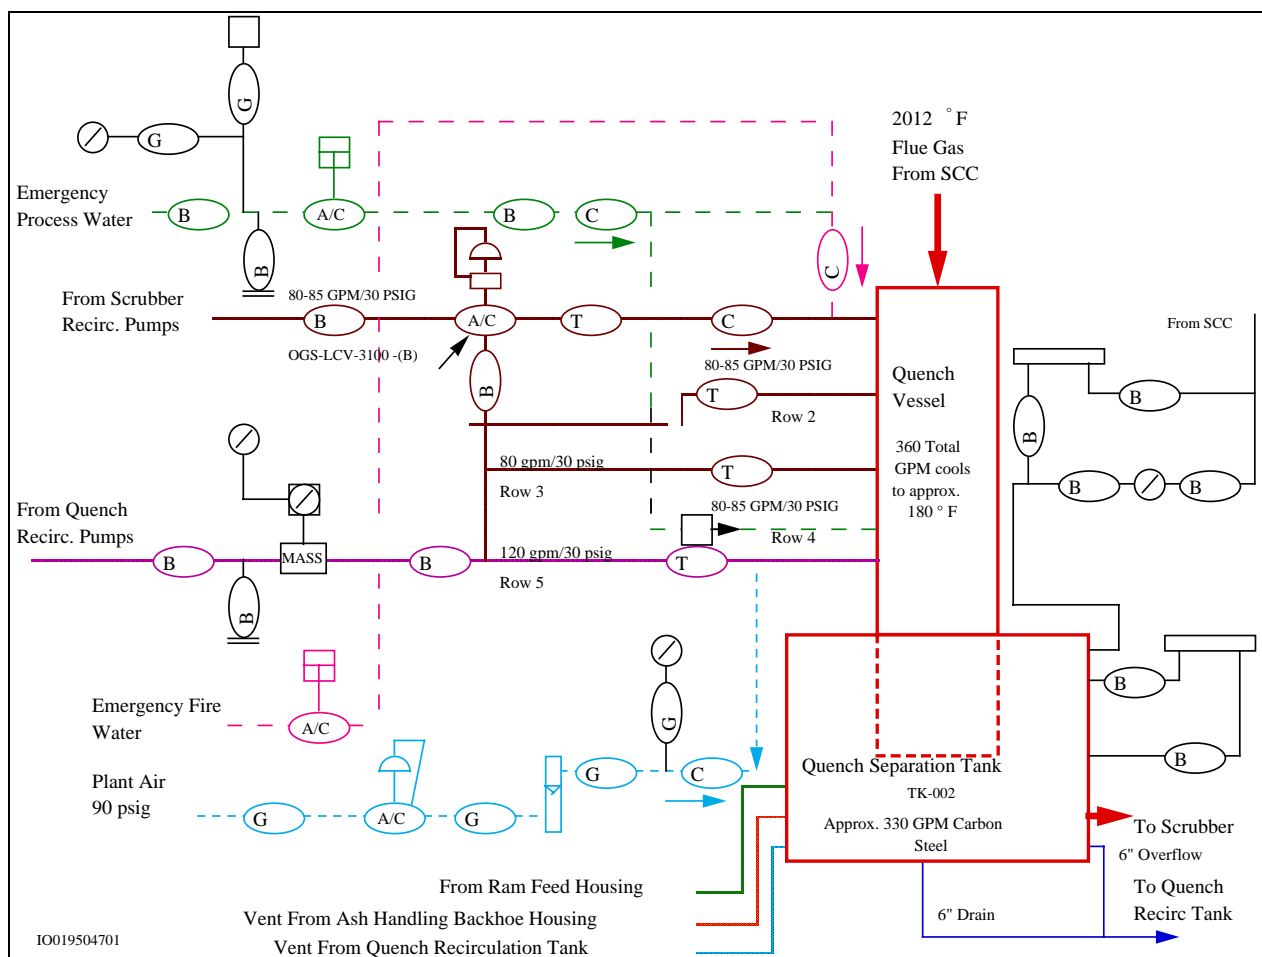 G
2012 °F
Flue Gas
From SCC
G
Emergency
Process Water
B
A/C
B
C
B
C
From Scrubber
Recirc. Pumps
80-85 GPM/30 PSIG
B
A/C
T
C
From SCC
OGS-LCV-3100 -(B)
80-85 GPM/30 PSIG
B
T
Row 2
Quench
Vessel
B
B
360 Total
GPM cools
to approx.
180 ° F
80 gpm/30 psig
T
Row 3
B
B
80-85 GPM/30 PSIG
Row 4
From Quench
Recirc. Pumps
B
MASS
B
120 gpm/30 psig
T
Row 5
B
Emergency Fire
Water
A/C
G
B
B
Plant Air
90 psig
G
A/C
G
G
C
Quench Separation Tank
TK-002
Approx. 330 GPM Carbon
Steel
To Scrubber
6" Overflow
To Quench
Recirc Tank
From Ram Feed Housing
Vent From Ash Handling Backhoe Housing
6" Drain
Vent From Quench Recirculation Tank
IO019504701